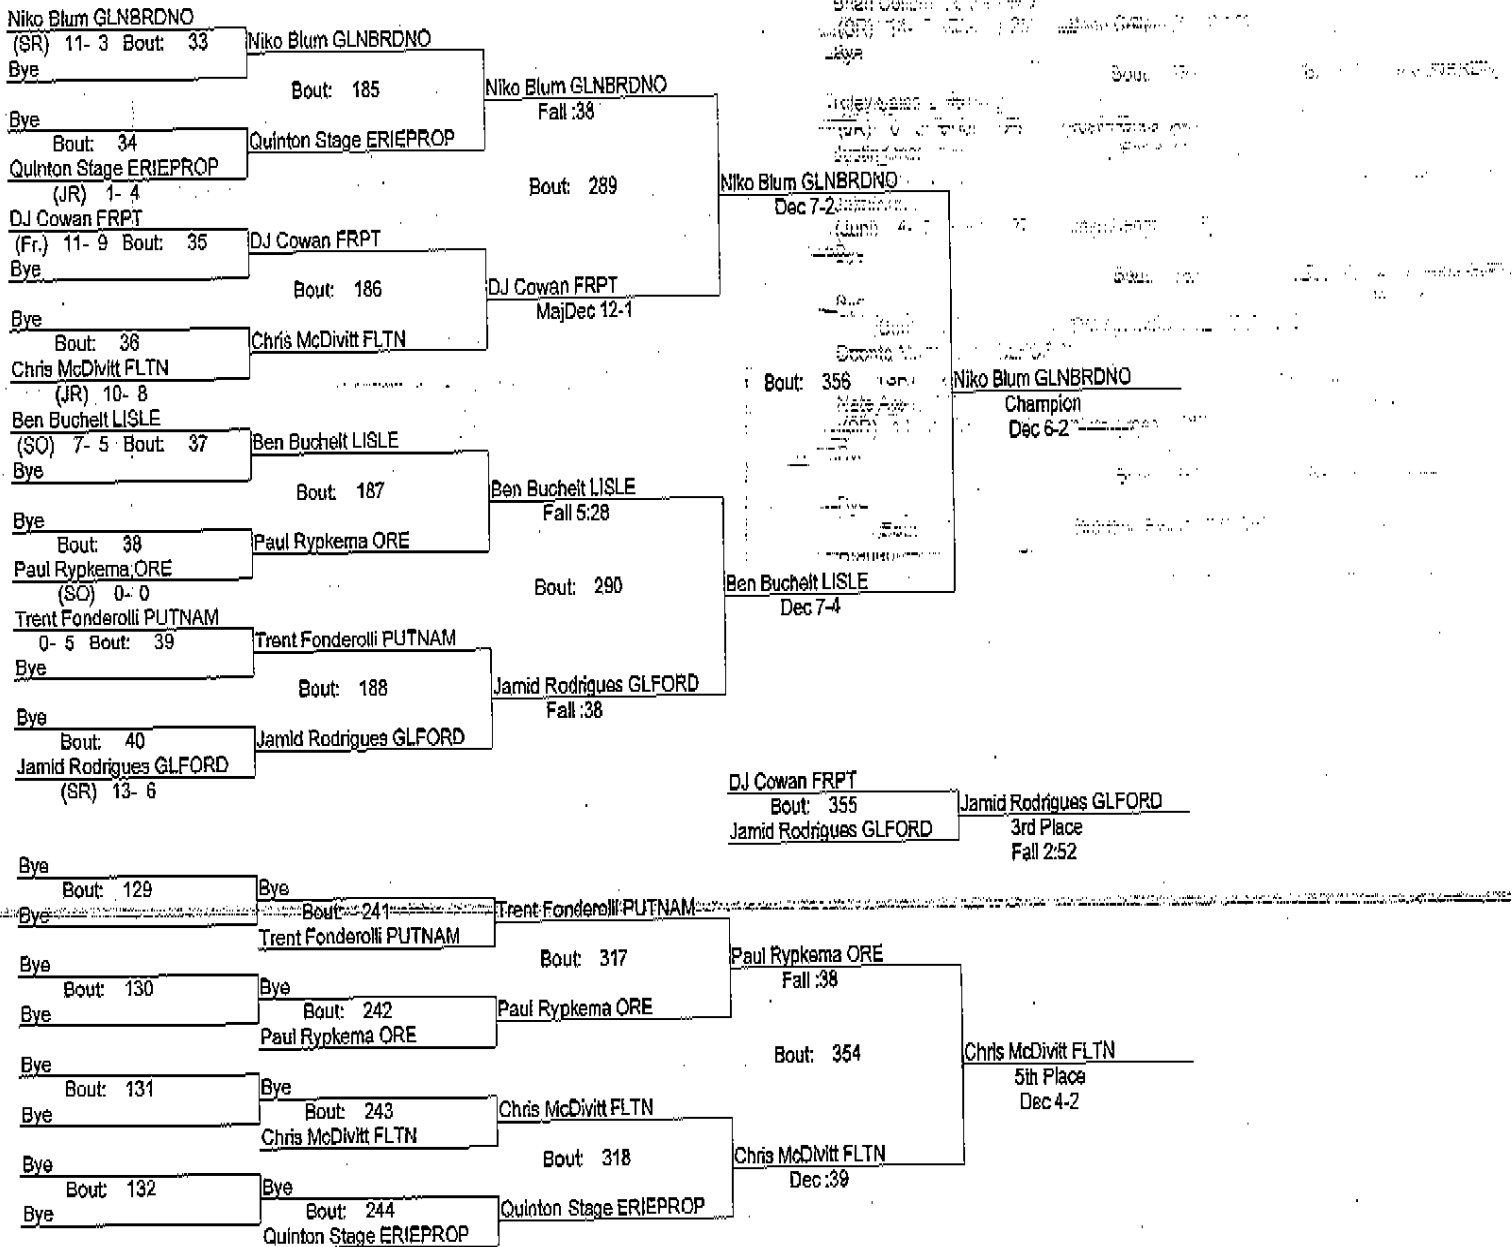 Niko Blum GLNBRDNO
(SR) 11- 3 Bout: 33
Bye
Niko Blum GLNBRDNO
Bout: 185
Bye
Bout: 34
Quinton Stage ERIEPROP
(JR) 1- 4
Quinton Stage ERIEPROP
Niko Blum GLNBRDNO
Fall :38
Bout: 289
DJ Cowan FRPT
(Fr.) 11- 9 Bout: 35
Bye
DJ Cowan FRPT
Bout: 186
Bye
Bout: 36
Chris McDivitt FLTN
(JR) 10- 8
Chris McDivitt FLTN
DJ Cowan FRPT
MajDec 12-1
Niko Blum GLNBRDNO
Dec 7-2
Bout: 356
Niko Blum GLNBRDNO
Champion
Dec 6-2
Ben Bucheit LISLE
(SO) 7- 5 Bout: 37
Bye
Ben Bucheit LISLE
Bout: 187
Bye
Bout: 38
Paul Rypkema ORE
(SO) 0- 0
Paul Rypkema ORE
Ben Bucheit LISLE
Fall 5:28
Bout: 290
Trent Fonderolli PUTNAM
0- 5 Bout: 39
Bye
Trent Fonderolli PUTNAM
Bout: 188
Bye
Bout: 40
Jamid Rodrigues GLFORD
(SR) 13- 6
Jamid Rodrigues GLFORD
Jamid Rodrigues GLFORD
Fall :38
Ben Bucheit LISLE
Dec 7-4
DJ Cowan FRPT
Bout: 355
Jamid Rodrigues GLFORD
Jamid Rodrigues GLFORD
3rd Place
Fall 2:52
Bye
Bout: 129
Bye
Bye
Bout: 241
Trent Fonderolli PUTNAM
Trent Fonderolli PUTNAM
Bout: 317
Bye
Bout: 130
Bye
Bye
Bout: 242
Paul Rypkema ORE
Paul Rypkema ORE
Paul Rypkema ORE
Fall :38
Bout: 354
Chris McDivitt FLTN
5th Place
Dec 4-2
Bye
Bout: 131
Bye
Bye
Bout: 243
Chris McDivitt FLTN
Chris McDivitt FLTN
Bout: 318
Bye
Bout: 132
Bye
Bye
Bout: 244
Quinton Stage ERIEPROP
Quinton Stage ERIEPROP
Chris McDivitt FLTN
Dec :39